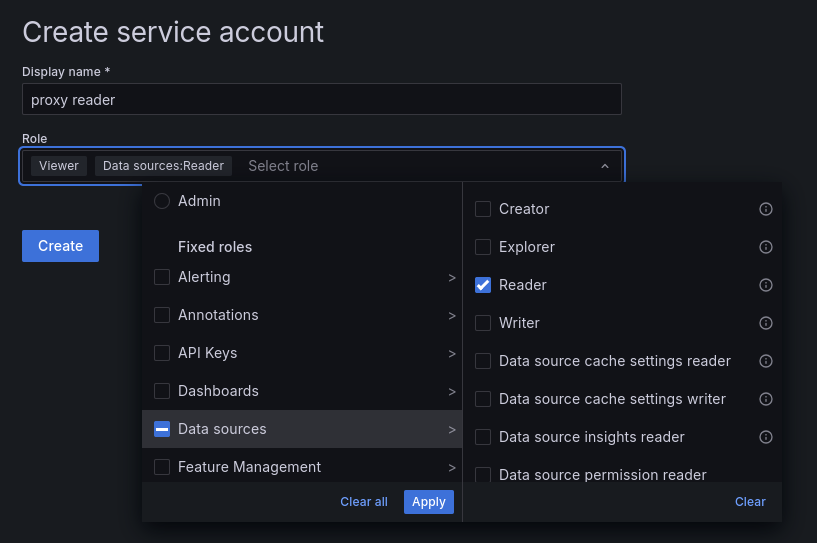 Create service account
Display name *
proxy reader
Role
Viewer Data sources:Reader Select role
Create
Admin
Fixed roles
Alerting >
Annotations >
API Keys >
Dashboards >
Data sources >
Feature Management >
Clear all Apply
Creator
Explorer
Reader
Writer
Data source cache settings reader
Data source cache settings writer
Data source insights reader
Data source permission reader
Clear